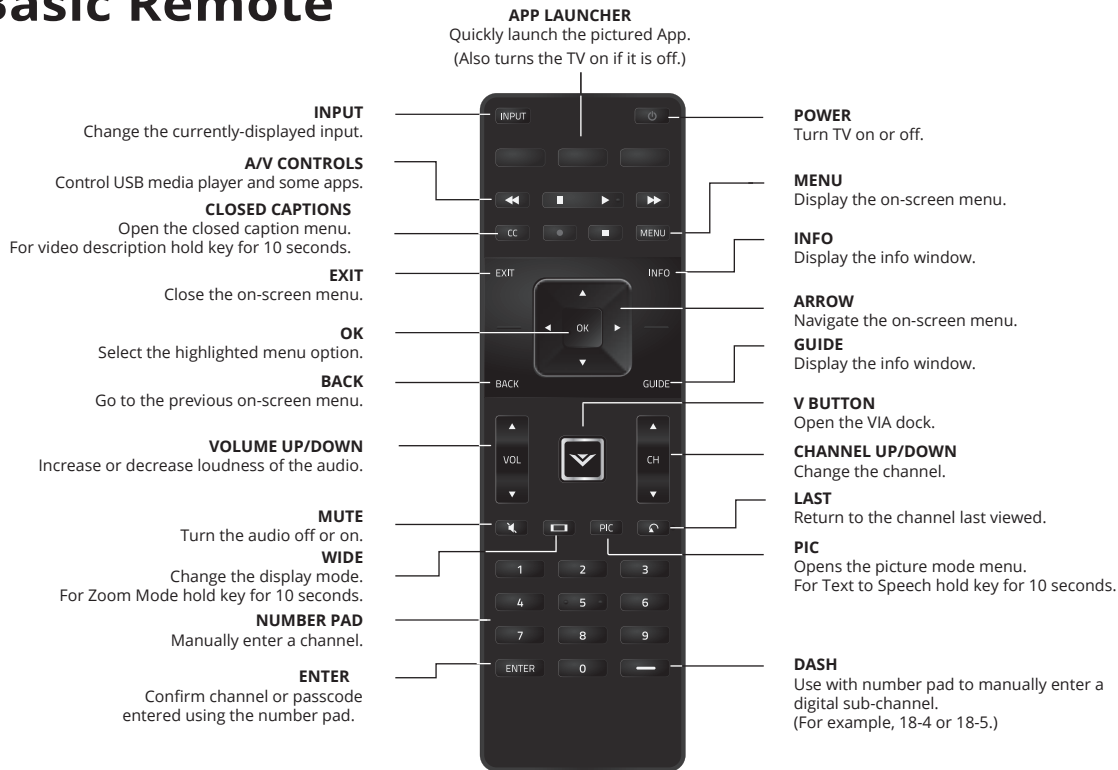 Basic Remote
APP LAUNCHER
Quickly launch the pictured App.
(Also turns the TV on if it is off.)
INPUT
Change the currently-displayed input.
A/V CONTROLS
Control USB media player and some apps.
CLOSED CAPTIONS
Open the closed caption menu.
For video description hold key for 10 seconds.
EXIT
Close the on-screen menu.
OK
Select the highlighted menu option.
BACK
Go to the previous on-screen menu.
VOLUME UP/DOWN
Increase or decrease loudness of the audio.
MUTE
Turn the audio off or on.
WIDE
Change the display mode.
For Zoom Mode hold key for 10 seconds.
NUMBER PAD
Manually enter a channel.
ENTER
Confirm channel or passcode
entered using the number pad.
INPUT
CC MENU
EXIT INFO
OK
BACK GUIDE
VOL CH
PIC
1 2 3
4 5 6
7 8 9
ENTER 0
POWER
Turn TV on or off.
MENU
Display the on-screen menu.
INFO
Display the info window.
ARROW
Navigate the on-screen menu.
GUIDE
Display the info window.
V BUTTON
Open the VIA dock.
CHANNEL UP/DOWN
Change the channel.
LAST
Return to the channel last viewed.
PIC
Opens the picture mode menu.
For Text to Speech hold key for 10 seconds.
DASH
Use with number pad to manually enter a
digital sub-channel.
(For example, 18-4 or 18-5.)